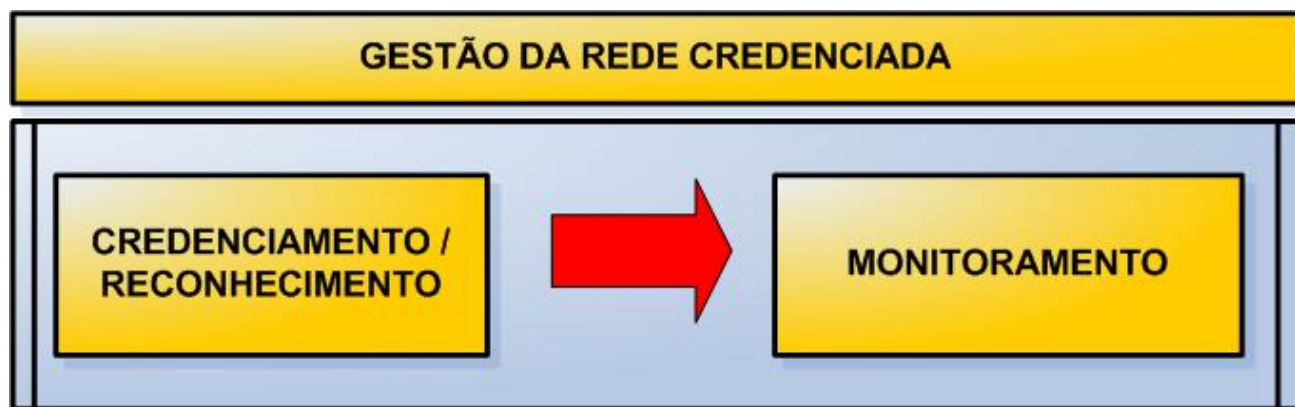 GESTÃO DA REDE CREDENCIADA
CREDENCIAMENTO /
RECONHECIMENTO
MONITORAMENTO